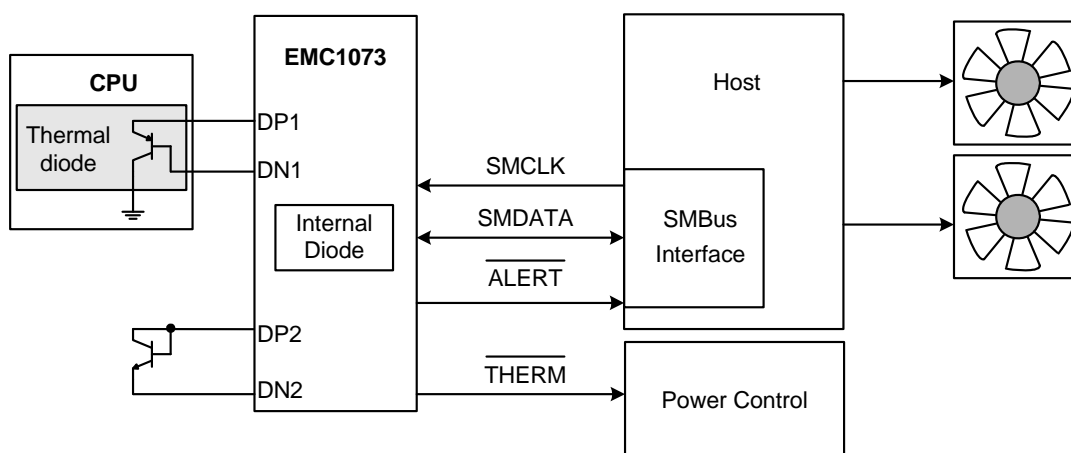 EMC1073
CPU
Thermal
diode
DP1
DN1
Internal
Diode
DP2
DN2
SMCLK
SMDATA
ALERT
THERM
Host
SMBus
Interface
Power Control